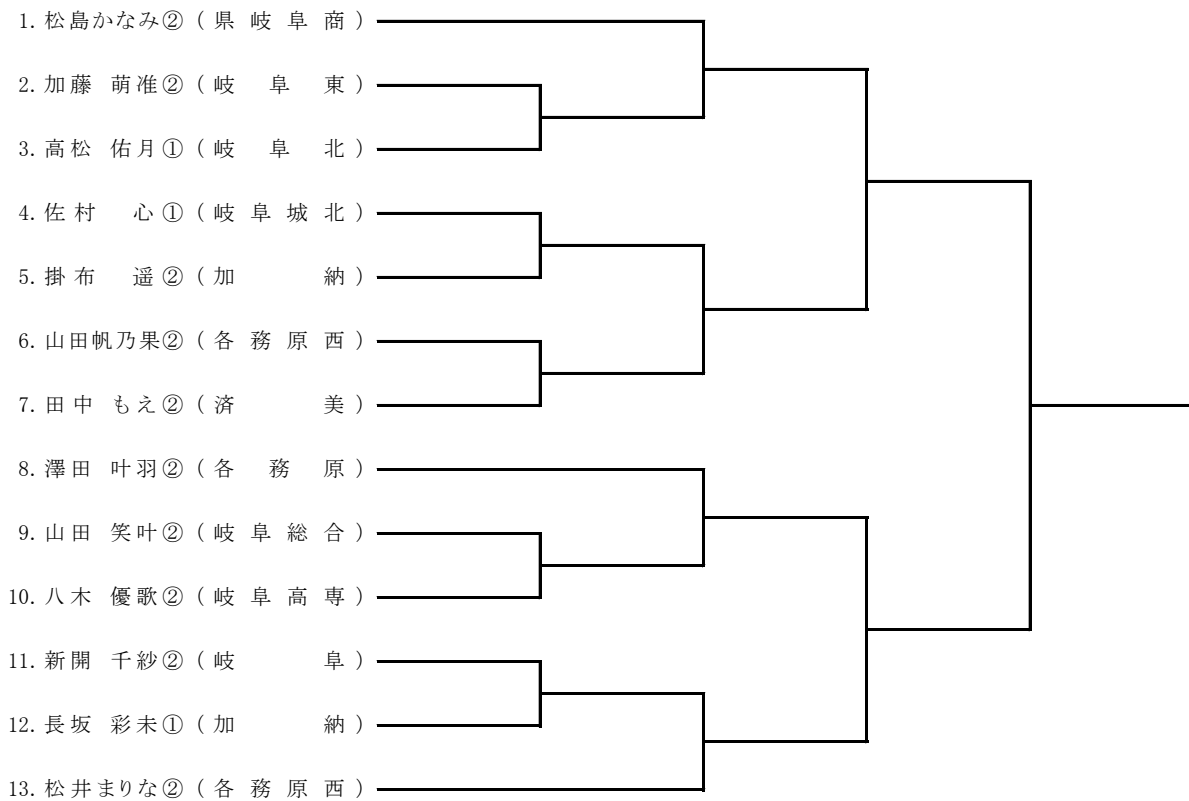 1. 松島かなみ② ( 県岐阜商 )
2. 加藤 萌准② ( 岐阜東 )
3. 高松 佑月① ( 岐阜北 )
4. 佐村 心① ( 岐阜城北 )
5. 掛布 遥② ( 加納 )
6. 山田帆乃果② ( 各務原西 )
7. 田中 もえ② ( 済美 )
8. 澤田 叶羽② ( 各務原 )
9. 山田 笑叶② ( 岐阜総合 )
10. 八木 優歌② ( 岐阜高専 )
11. 新開 千紗② ( 岐阜 )
12. 長坂 彩未① ( 加納 )
13. 松井まりな② ( 各務原西 )